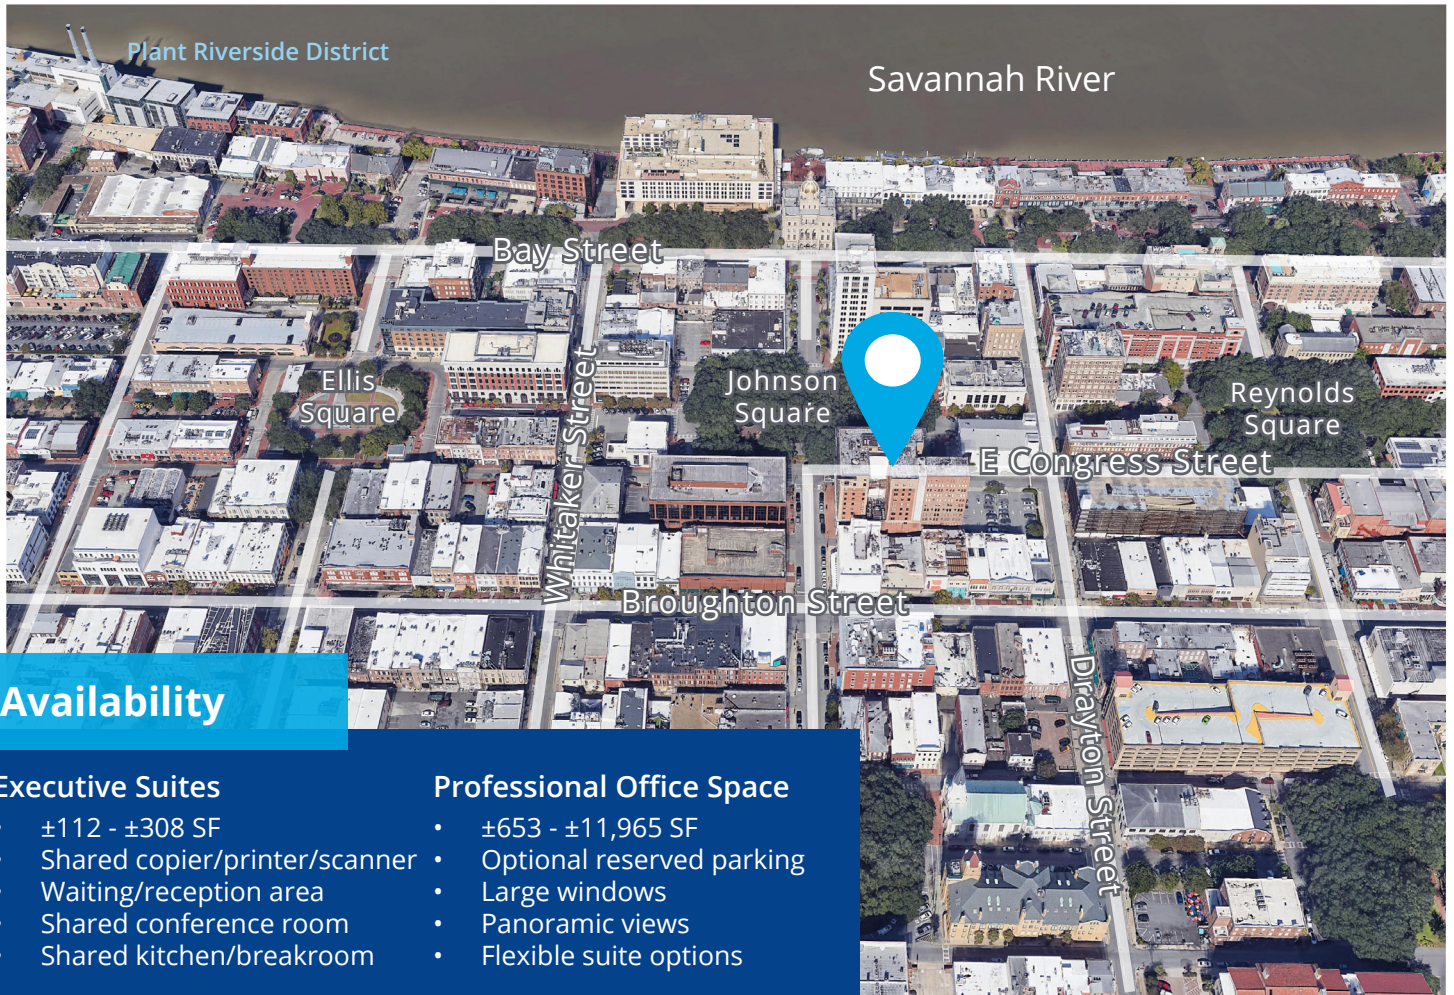 Plant Riverside District
Savannah River
Bay Street
Ellis
Square
Whitaker Street
Johnson
Square
Reynolds
Square
E Congress Street
Broughton Street
Drayton Street
Availability
Executive Suites
• ±112 - ±308 SF
• Shared copier/printer/scanner
• Waiting/reception area
• Shared conference room
• Shared kitchen/breakroom
Professional Office Space
• ±653 - ±11,965 SF
• Optional reserved parking
• Large windows
• Panoramic views
• Flexible suite options